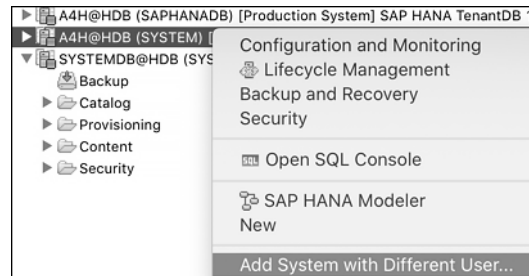 A4H@HDB (SAPHANADB) [Production System] SAP HANA TenantDB
A4H@HDB (SYSTEM) [
SYSTEMDB@HDB (SYS
Backup
Catalog
Provisioning
Content
Security
Configuration and Monitoring
Lifecycle Management
Backup and Recovery
Security
SQL Open SQL Console
SAP HANA Modeler
New
Add System with Different User...